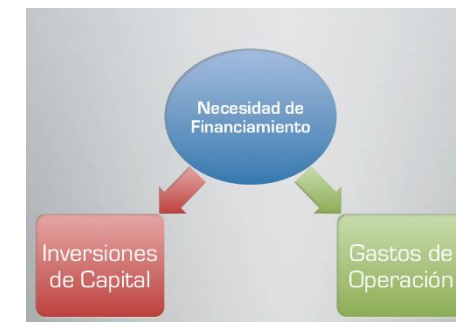 Necesidad de
Financiamiento
Inversiones
de Capital
Gastos de
Operación